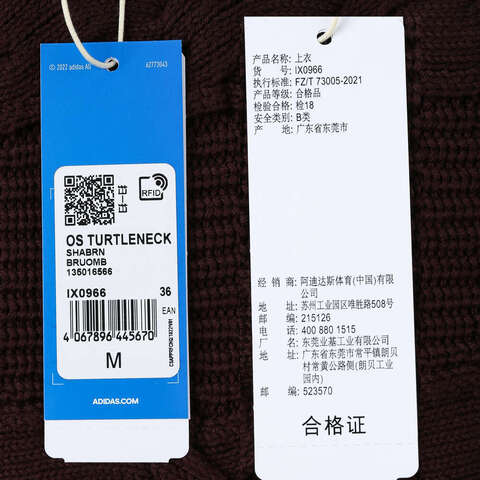 © 2022 adidas AG
A2773643
RFID
OS TURTLENECK
SHABRN
BRUOMB
135016566
IX0966 36
EAN
4 067896 445670
M
ADIDAS.COM
产品名称: 上衣
货 号: IX0966
执行标准: FZ/T 73005-2021
产品等级: 合格品
检验合格: 检18
安全类别: B类
产 地: 广东省东莞市
经 销 商: 阿迪达斯体育(中国)有限
公司
地 址: 苏州工业园区唯胜路508号
邮 编: 215126
电 话: 400 880 1515
厂 名: 东莞业基工业有限公司
地 址: 广东省东莞市常平镇朗贝
村常黄公路侧(朗贝工业
园内)
邮 编: 523570
合格证